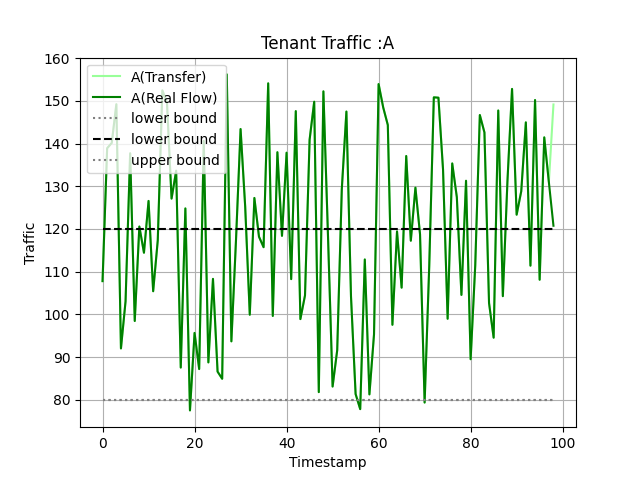 Tenant Traffic :A
160
150
140
130
120
110
100
90
80
Traffic
A(Transfer)
A(Real Flow)
lower bound
lower bound
upper bound
0
20
40
60
80
100
Timestamp